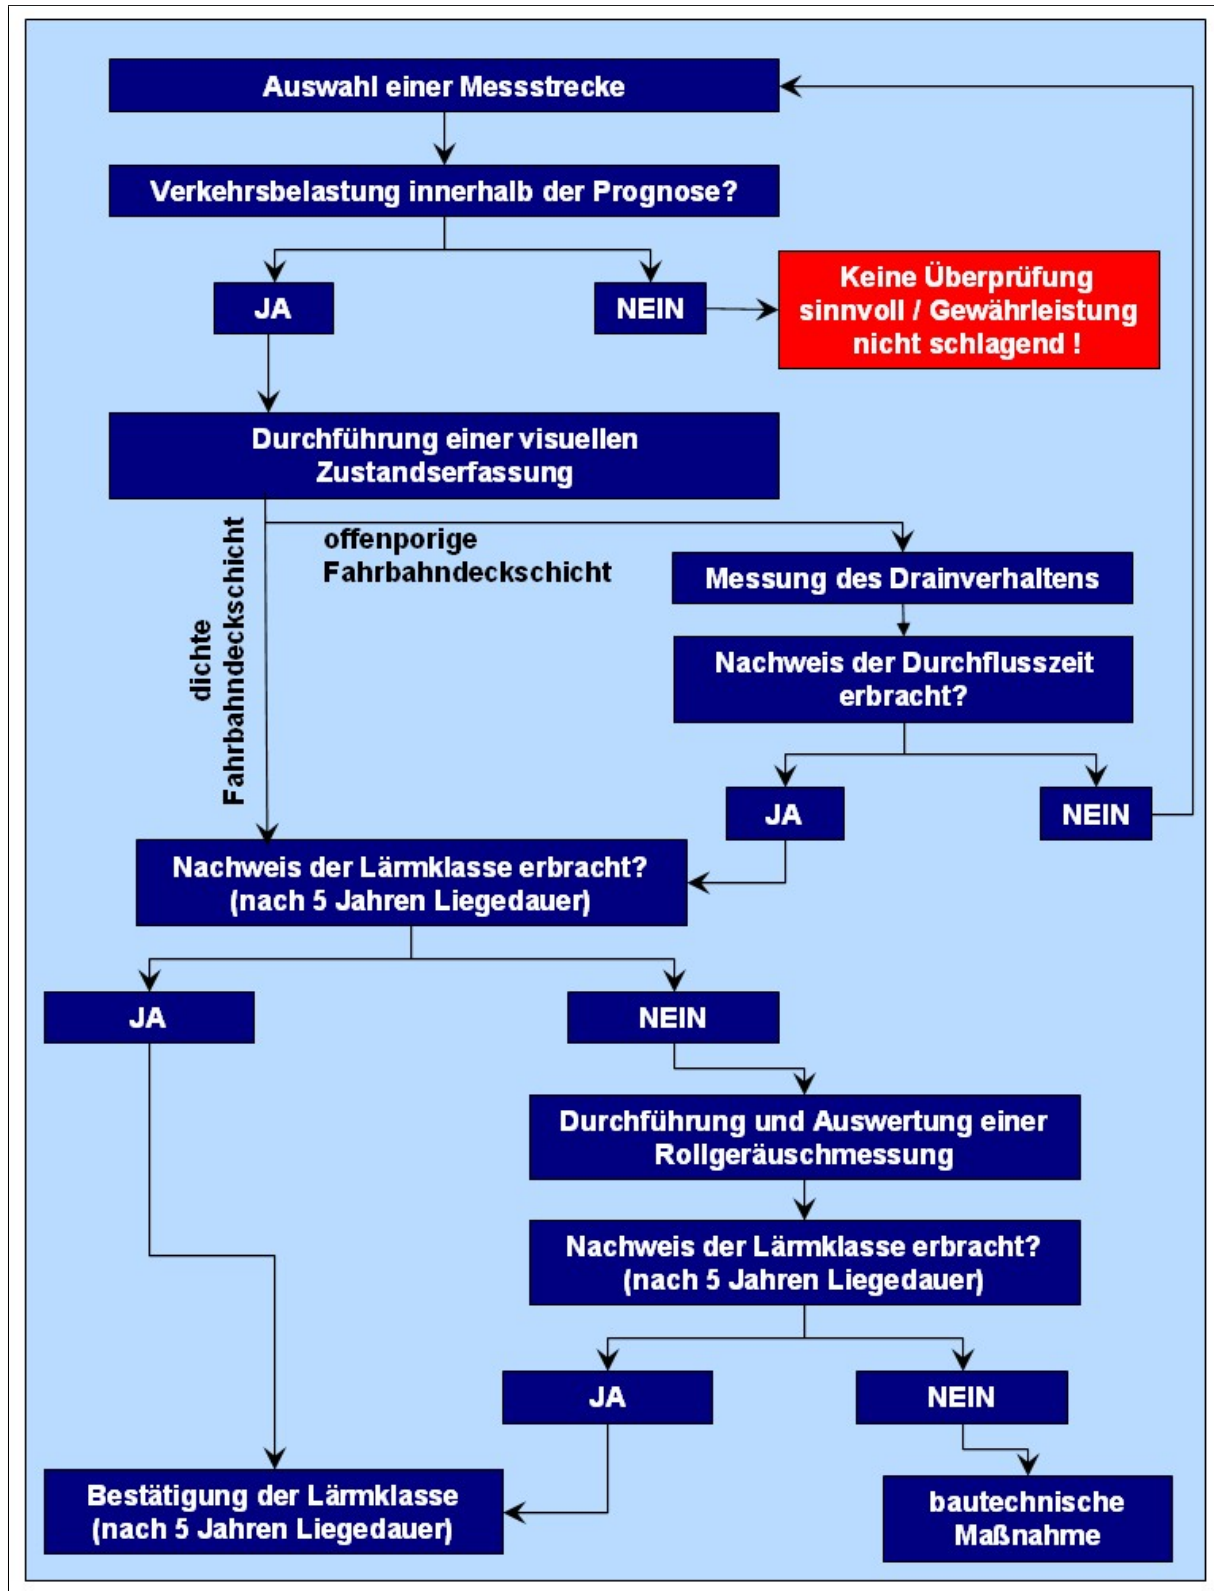 Auswahl einer Messstrecke
Verkehrsbelastung innerhalb der Prognose?
JA
NEIN
Keine Überprüfung
sinnvoll / Gewährleistung
nicht schlagend !
Durchführung einer visuellen
Zustandserfassung
dichte
Fahrbahndeckschicht
offenporige
Fahrbahndeckschicht
Messung des Drainverhaltens
Nachweis der Durchflusszeit
erbracht?
JA
NEIN
Nachweis der Lärmklasse erbracht?
(nach 5 Jahren Liegedauer)
JA
NEIN
Durchführung und Auswertung einer
Rollgeräuschmessung
Nachweis der Lärmklasse erbracht?
(nach 5 Jahren Liegedauer)
JA
NEIN
Bestätigung der Lärmklasse
(nach 5 Jahren Liegedauer)
bautechnische
Maßnahme